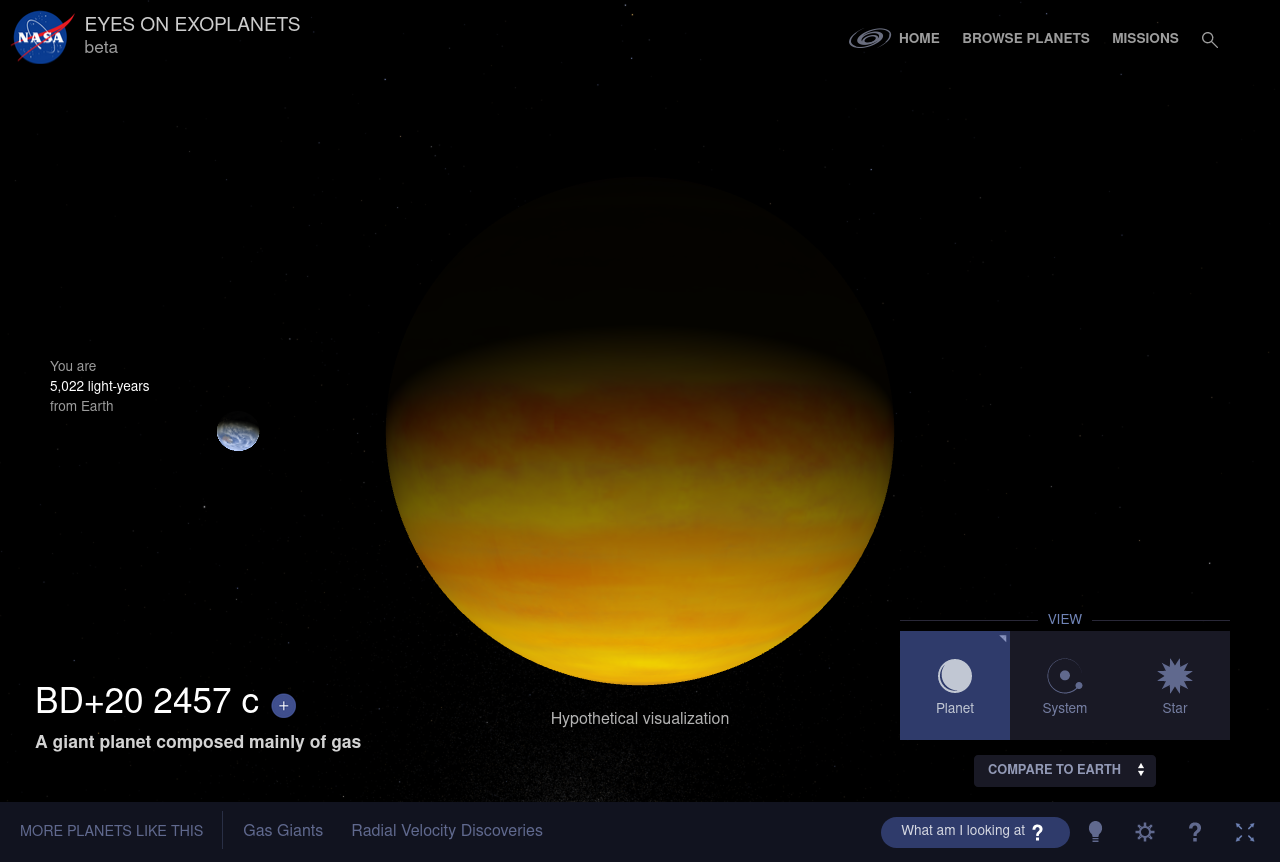 NASA
EYES ON EXOPLANETS
beta
HOME
BROWSE PLANETS
MISSIONS
You are
5,022 light-years
from Earth
VIEW
Planet
System
Star
BD+20 2457 c +
A giant planet composed mainly of gas
Hypothetical visualization
COMPARE TO EARTH
MORE PLANETS LIKE THIS
Gas Giants
Radial Velocity Discoveries
What am I looking at ?
?